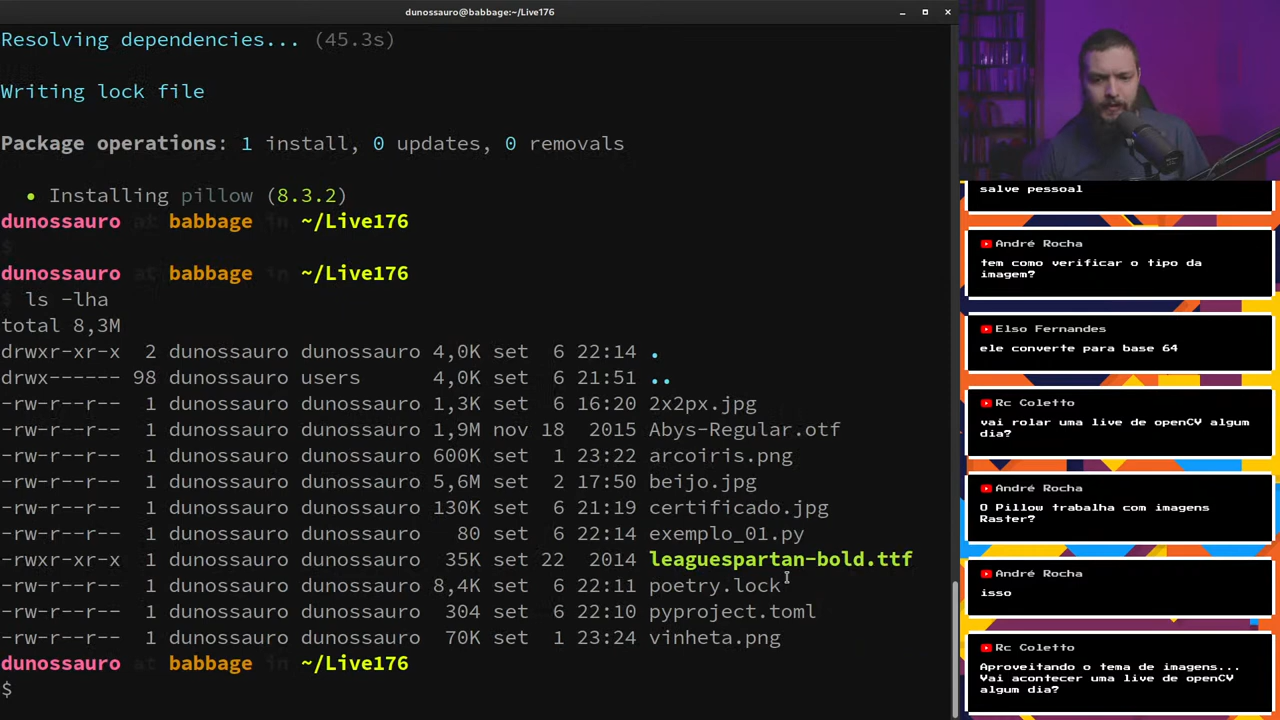 dunossauro@babbage:~/Live176
Resolving dependencies... (45.3s)
Writing lock file
Package operations: 1 install, 0 updates, 0 removals
• Installing pillow (8.3.2)
dunossauro at babbage in ~/Live176
$
dunossauro at babbage in ~/Live176
$ ls -lha
total 8,3M
drwxr-xr-x  2 dunossauro dunossauro 4,0K set  6 22:14 .
drwx------ 98 dunossauro users      4,0K set  6 21:51 ..
-rw-r--r--  1 dunossauro dunossauro 1,3K set  6 16:20 2x2px.jpg
-rw-r--r--  1 dunossauro dunossauro 1,9M nov 18  2015 Abys-Regular.otf
-rw-r--r--  1 dunossauro dunossauro 600K set  1 23:22 arcoiris.png
-rw-r--r--  1 dunossauro dunossauro 5,6M set  2 17:50 beijo.jpg
-rw-r--r--  1 dunossauro dunossauro 130K set  6 21:19 certificado.jpg
-rw-r--r--  1 dunossauro dunossauro   80 set  6 22:14 exemplo_01.py
-rwxr-xr-x  1 dunossauro dunossauro  35K set 22  2014 leaguespartan-bold.ttf
-rw-r--r--  1 dunossauro dunossauro 8,4K set  6 22:11 poetry.lock
-rw-r--r--  1 dunossauro dunossauro  304 set  6 22:10 pyproject.toml
-rw-r--r--  1 dunossauro dunossauro  70K set  1 23:24 vinheta.png
dunossauro at babbage in ~/Live176
$
salve pessoal
André Rocha
tem como verificar o tipo da
imagem?
Elso Fernandes
ele converte para base 64
Rc Coletto
vai rolar uma live de openCV algum
dia?
André Rocha
O Pillow trabalha com imagens
Raster?
André Rocha
isso
Rc Coletto
Aproveitando o tema de imagens...
Vai acontecer uma live de openCV
algum dia?